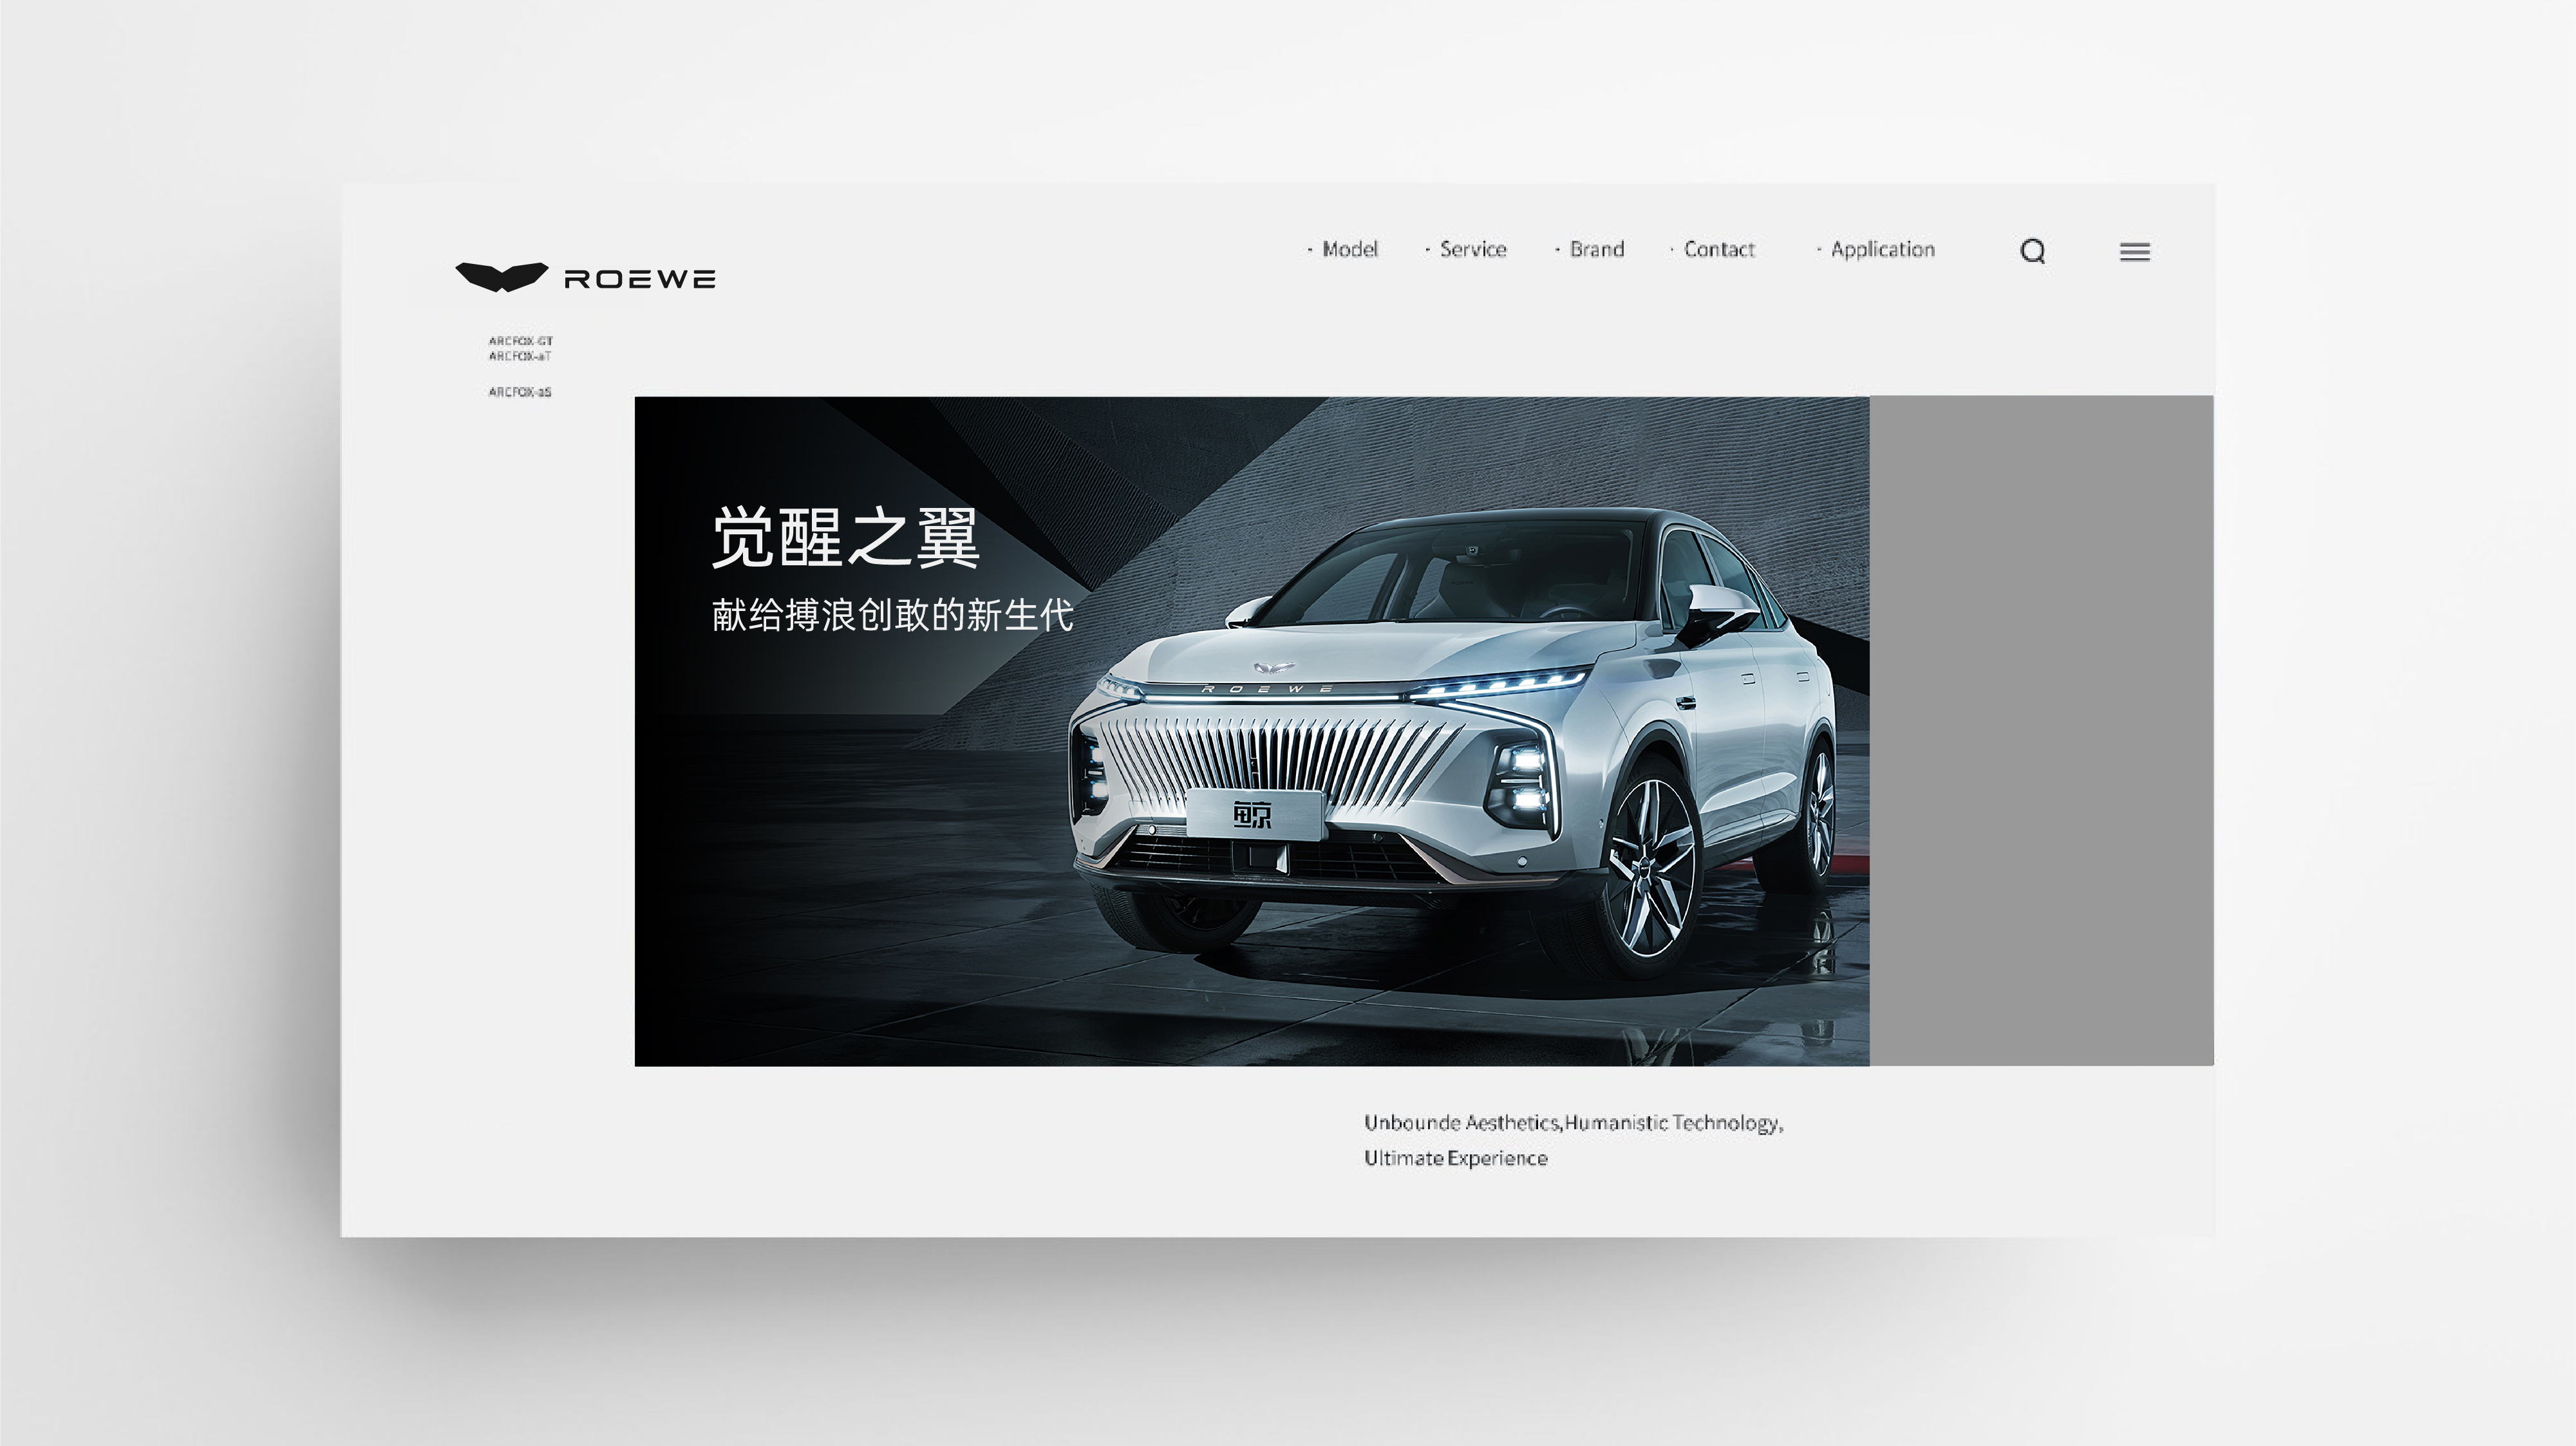 ROEWE
· Model · Service · Brand · Contact · Application
ARCFOX-GT
ARCFOX-aT
ARCFOX-aS
觉醒之翼
献给搏浪创敢的新生代
ROEWE
鲸
Unbounde Aesthetics,Humanistic Technology,
Ultimate Experience